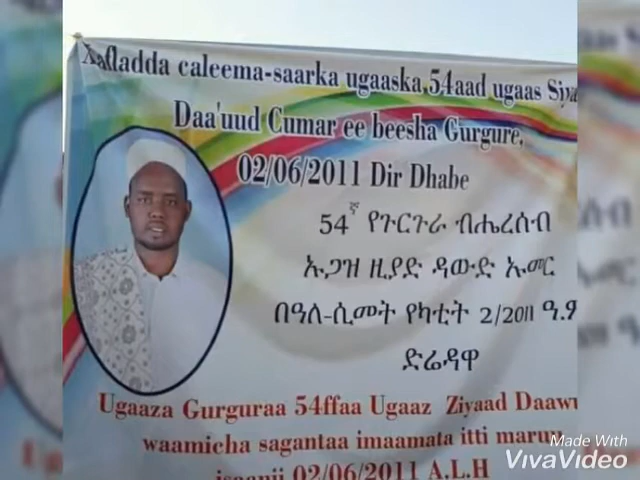 Xafladda caleema-saarka ugaaska 54aad ugaas
Daa'uud Cumar ee beesha Gurgure,
02/06/2011 Dir Dhabe
54ኛ የጉርጉራ ብሔረሰብ
ኡጋዝ ዚያድ ዳውድ ኡመር
በዓለ-ሲመት የካቲት 2/2011
ድሬዳዋ
Ugaaza Gurguraa 54ffaa Ugaaz Ziyaad
waamicha sagantaa imaamata itti
02/06/2011 A.L.H
Made With
VivaVideo